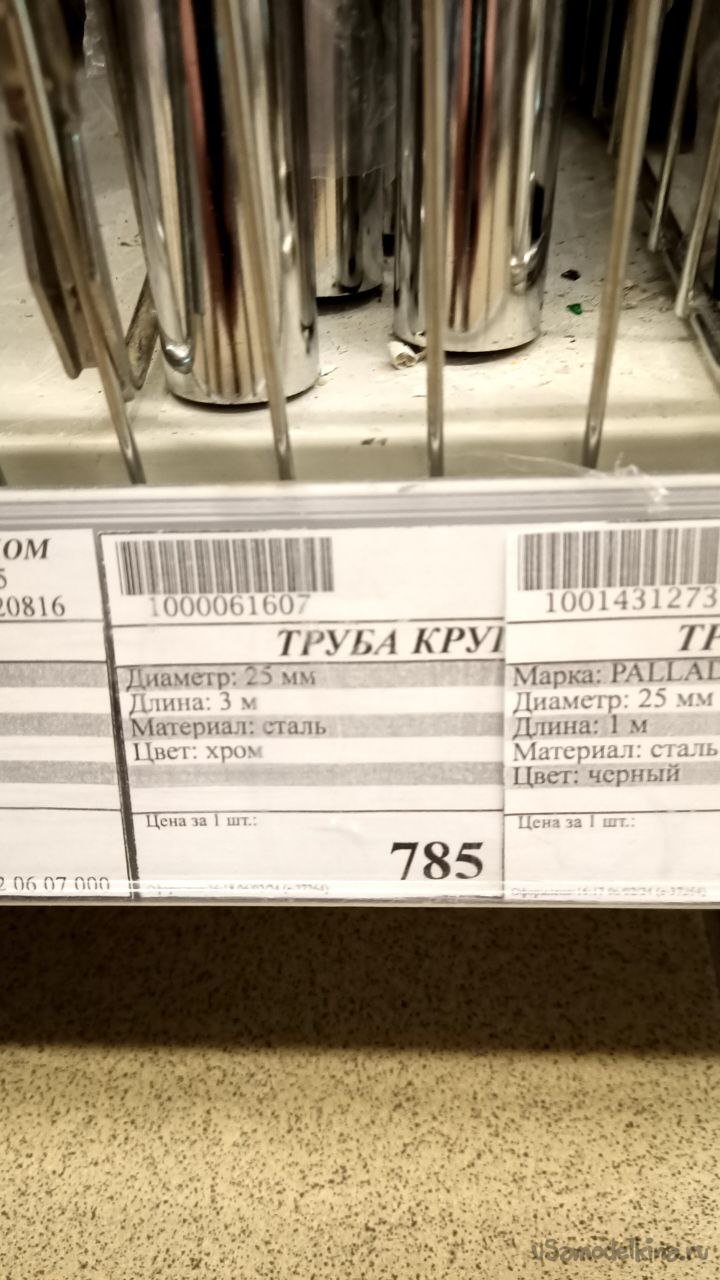 ОМ
5
20816
2 06 07 000
1000061607
ТРУБА КРУГ
Диаметр: 25 мм
Длина: 3 м
Материал: сталь
Цвет: хром
Цена за 1 шт.:
785
1001431273
ТР
Марка: PALLAD
Диаметр: 25 мм
Длина: 1 м
Материал: сталь
Цвет: черный
Цена за 1 шт.:
uSamodelkina.ru